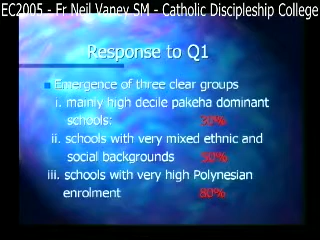 EC2005 - Fr Neil Vaney SM - Catholic Discipleship College
Response to Q1
Emergence of three clear groups
i. mainly high decile pakeha dominant
schools: 20%
ii. schools with very mixed ethnic and
social backgrounds 50%
iii. schools with very high Polynesian
enrolment 80%